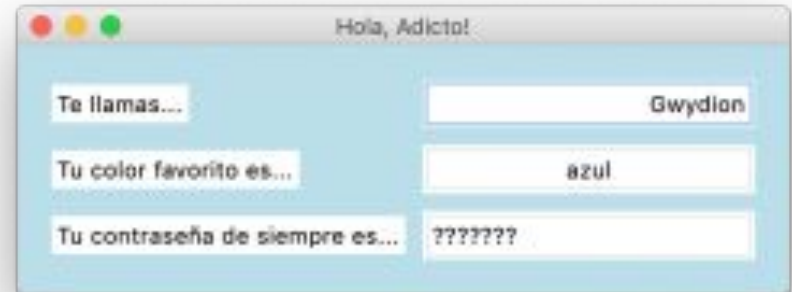 Hola, Adicto!
Te llamas... Gwydion
Tu color favorito es... azul
Tu contraseña de siempre es... ???????